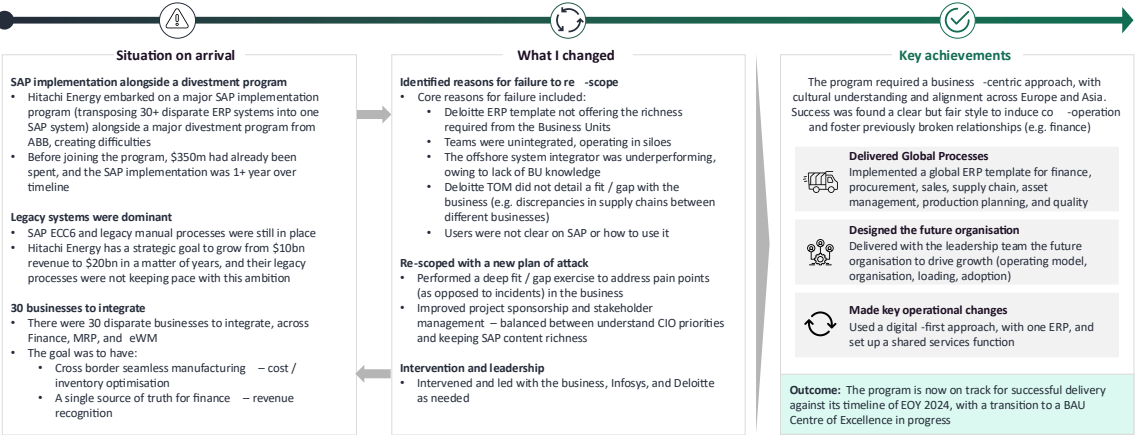 Situation on arrival
SAP implementation alongside a divestment program
• Hitachi Energy embarked on a major SAP implementation
program (transposing 30+ disparate ERP systems into one
SAP system) alongside a major divestment program from
ABB, creating difficulties
• Before joining the program, $350m had already been
spent, and the SAP implementation was 1+ year over
timeline
Legacy systems were dominant
• SAP ECC6 and legacy manual processes were still in place
• Hitachi Energy has a strategic goal to grow from $10bn
revenue to $20bn in a matter of years, and their legacy
processes were not keeping pace with this ambition
30 businesses to integrate
• There were 30 disparate businesses to integrate, across
Finance, MRP, and eWM
• The goal was to have:
• Cross border seamless manufacturing – cost /
inventory optimisation
• A single source of truth for finance – revenue
recognition
What I changed
Identified reasons for failure to re -scope
• Core reasons for failure included:
• Deloitte ERP template not offering the richness
required from the Business Units
• Teams were unintegrated, operating in siloes
• The offshore system integrator was underperforming,
owing to lack of BU knowledge
• Deloitte TOM did not detail a fit / gap with the
business (e.g. discrepancies in supply chains between
different businesses)
• Users were not clear on SAP or how to use it
Re-scoped with a new plan of attack
• Performed a deep fit / gap exercise to address pain points
(as opposed to incidents) in the business
• Improved project sponsorship and stakeholder
management – balanced between understand CIO priorities
and keeping SAP content richness
Intervention and leadership
• Intervened and led with the business, Infosys, and Deloitte
as needed
Key achievements
The program required a business -centric approach, with
cultural understanding and alignment across Europe and Asia.
Success was found a clear but fair style to induce co -operation
and foster previously broken relationships (e.g. finance)
Delivered Global Processes
Implemented a global ERP template for finance,
procurement, sales, supply chain, asset
management, production planning, and quality
Designed the future organisation
Delivered with the leadership team the future
organisation to drive growth (operating model,
organisation, loading, adoption)
Made key operational changes
Used a digital -first approach, with one ERP, and
set up a shared services function
Outcome: The program is now on track for successful delivery
against its timeline of EOY 2024, with a transition to a BAU
Centre of Excellence in progress